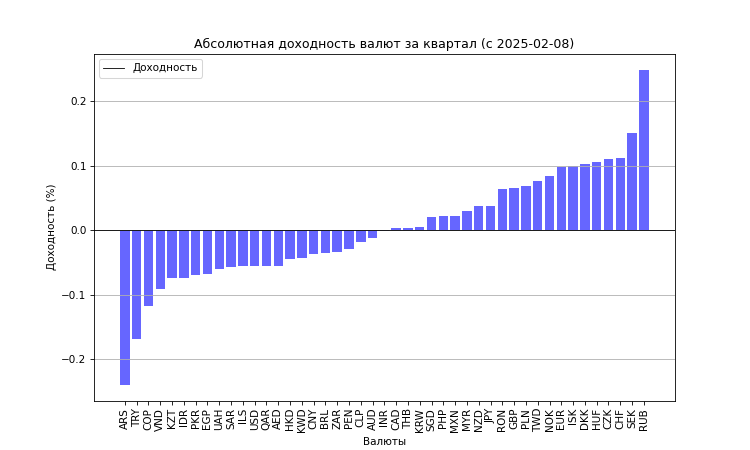 Абсолютная доходность валют за квартал (с 2025-02-08)
Доходность
0.2
0.1
0.0
−0.1
−0.2
Доходность (%)
ARS TRY COP VND KZT IDR PKR EGP UAH SAR ILS USD QAR AED HKD KWD CNY BRL ZAR PEN CLP AUD INR CAD THB KRW SGD PHP MXN MYR NZD JPY RON GBP PLN TWD NOK EUR ISK DKK HUF CZK CHF SEK RUB
Валюты